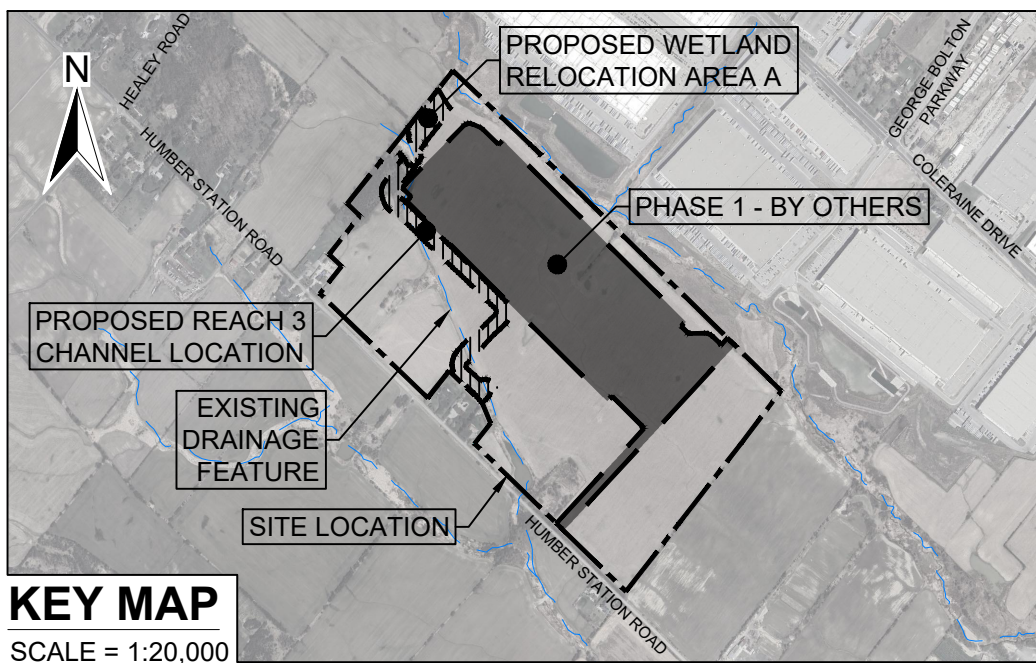 PROPOSED WETLAND
RELOCATION AREA A
N
HEALEY ROAD
GEORGE BOLTON
PARKWAY
HUMBER STATION ROAD
COLERAINE DRIVE
PHASE 1 - BY OTHERS
PROPOSED REACH 3
CHANNEL LOCATION
EXISTING
DRAINAGE
FEATURE
SITE LOCATION
HUMBER STATION ROAD
KEY MAP
SCALE = 1:20,000